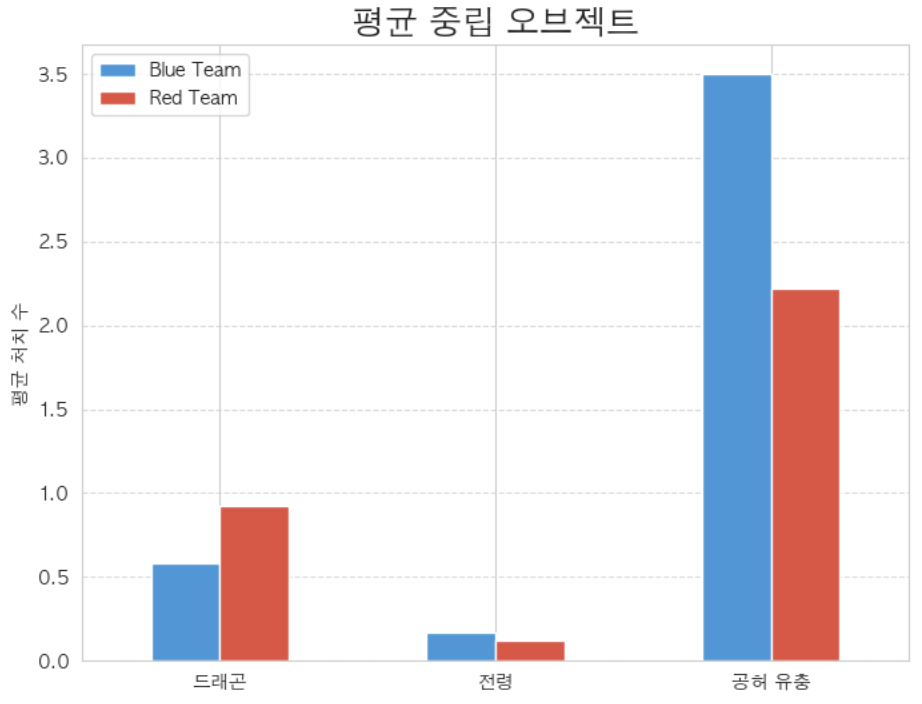 평균 중립 오브젝트
Blue Team
Red Team
평균 처치 수
3.5
3.0
2.5
2.0
1.5
1.0
0.5
0.0
드래곤
전령
공허 유충